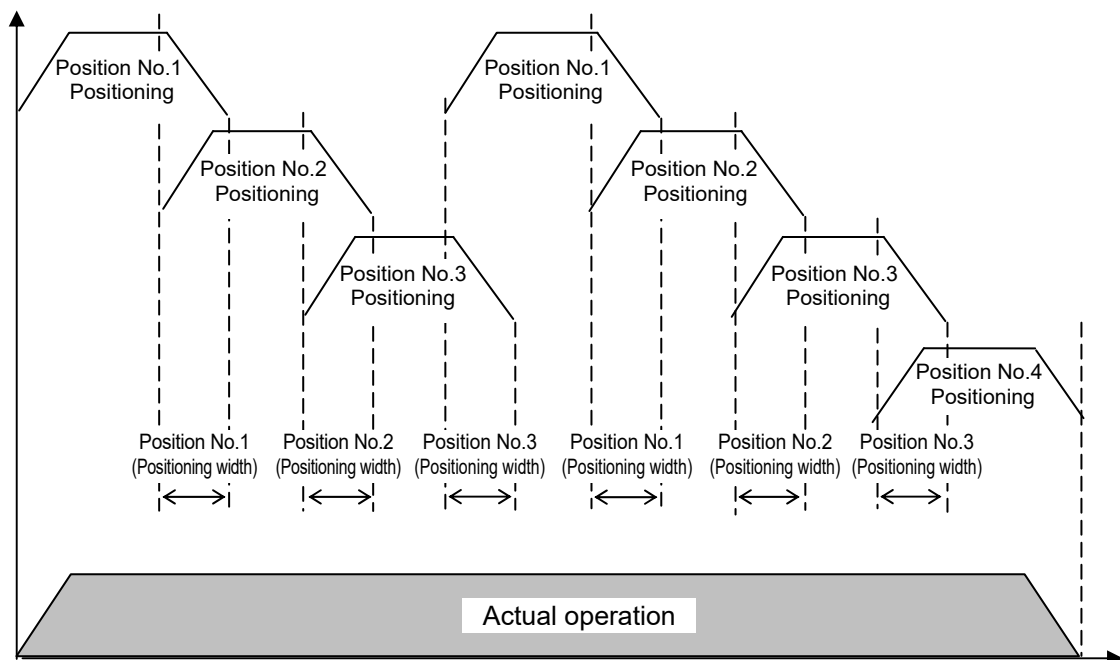 Position No.1
Positioning
Position No.1
Positioning
Position No.2
Positioning
Position No.2
Positioning
Position No.3
Positioning
Position No.3
Positioning
Position No.4
Positioning
Position No.1
(Positioning width)
Position No.2
(Positioning width)
Position No.3
(Positioning width)
Position No.1
(Positioning width)
Position No.2
(Positioning width)
Position No.3
(Positioning width)
Actual operation